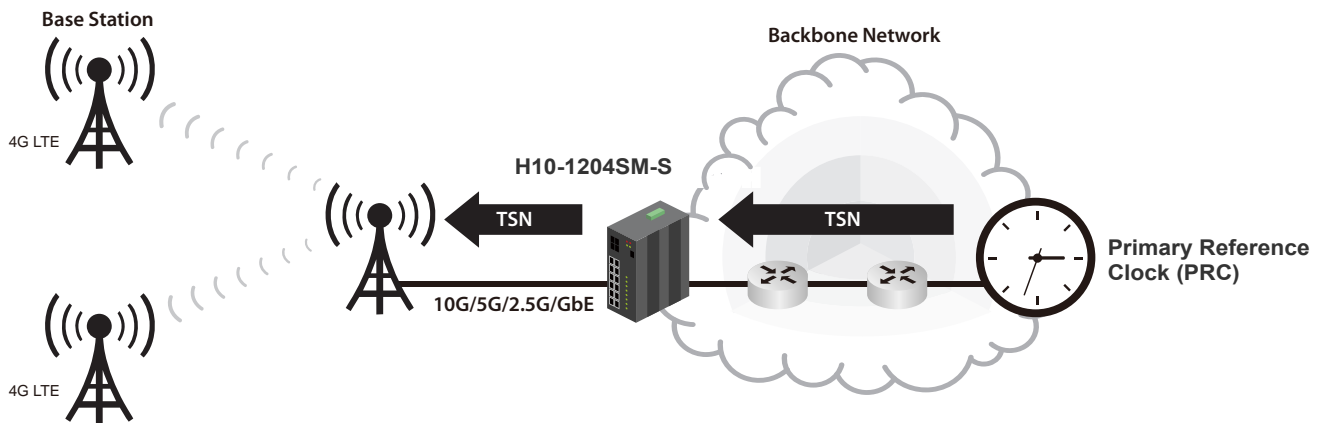 Base Station
Backbone Network
4G LTE
H10-1204SM-S
TSN
TSN
Primary Reference
Clock (PRC)
10G/5G/2.5G/GbE
4G LTE